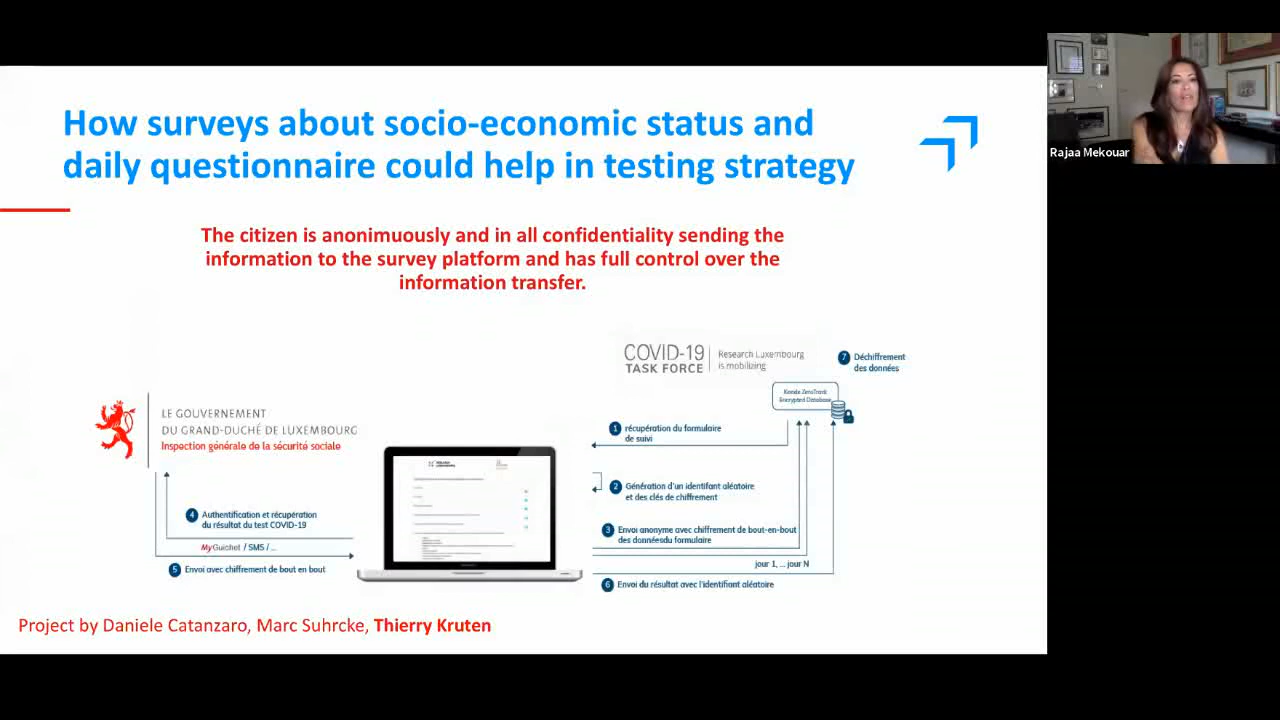 How surveys about socio-economic status and
daily questionnaire could help in testing strategy
Rajaa Mekouar
The citizen is anonimuously and in all confidentiality sending the
information to the survey platform and has full control over the
information transfer.
COVID-19
TASK FORCE
Research Luxembourg
is mobilizing
7 Déchiffrement
des données
Encrypted Database
LE GOUVERNEMENT
DU GRAND-DUCHÉ DE LUXEMBOURG
Inspection générale de la sécurité sociale
1 récupération du formulaire
de suivi
2 Génération d'un identifant aléatoire
et des clés de chiffrement
3 Envoi anonyme avec chiffrement de bout-en-bout
des donnéesdu formulaire
jour 1, ... jour N
6 Envoi du résultat avec l'identifiant aléatoire
4 Authentification et récupération
du résultat du test COVID-19
MyGuichet / SMS / ...
5 Envoi avec chiffrement de bout en bout
Project by Daniele Catanzaro, Marc Suhrcke, Thierry Kruten